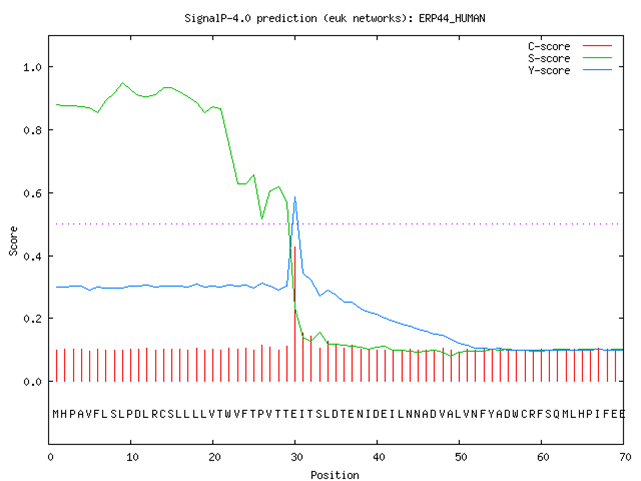 SignalP-4.0 prediction (euk networks): ERP44_HUMAN
C-score
S-score
Y-score
1.0
0.8
0.6
0.4
0.2
0.0
Score
MHPAVFLSLPDLRCSLLLLVTWVFTPVTTEITSLDTENIDEILNNADVALVNFYADWCRFSQMLHPIFEE
0 10 20 30 40 50 60 70
Position